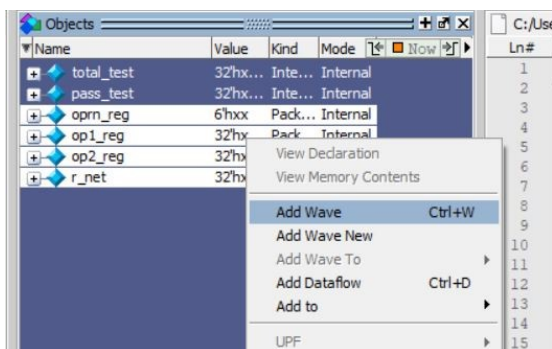 Objects
C:/Use
Name Value Kind Mode Now
Ln#
total_test 32'hx... Inte... Internal
pass_test 32'hx... Inte... Internal
oprn_reg 6'hxx Pack... Internal
op1_reg 32'hx Pack Internal
op2_reg 32'hx
r_net 32'hx
View Declaration
View Memory Contents
Add Wave Ctrl+W
Add Wave New
Add Wave To
Add Dataflow Ctrl+D
Add to
UPF
1
2
3
4
5
6
7
8
9
10
11
12
13
14
15